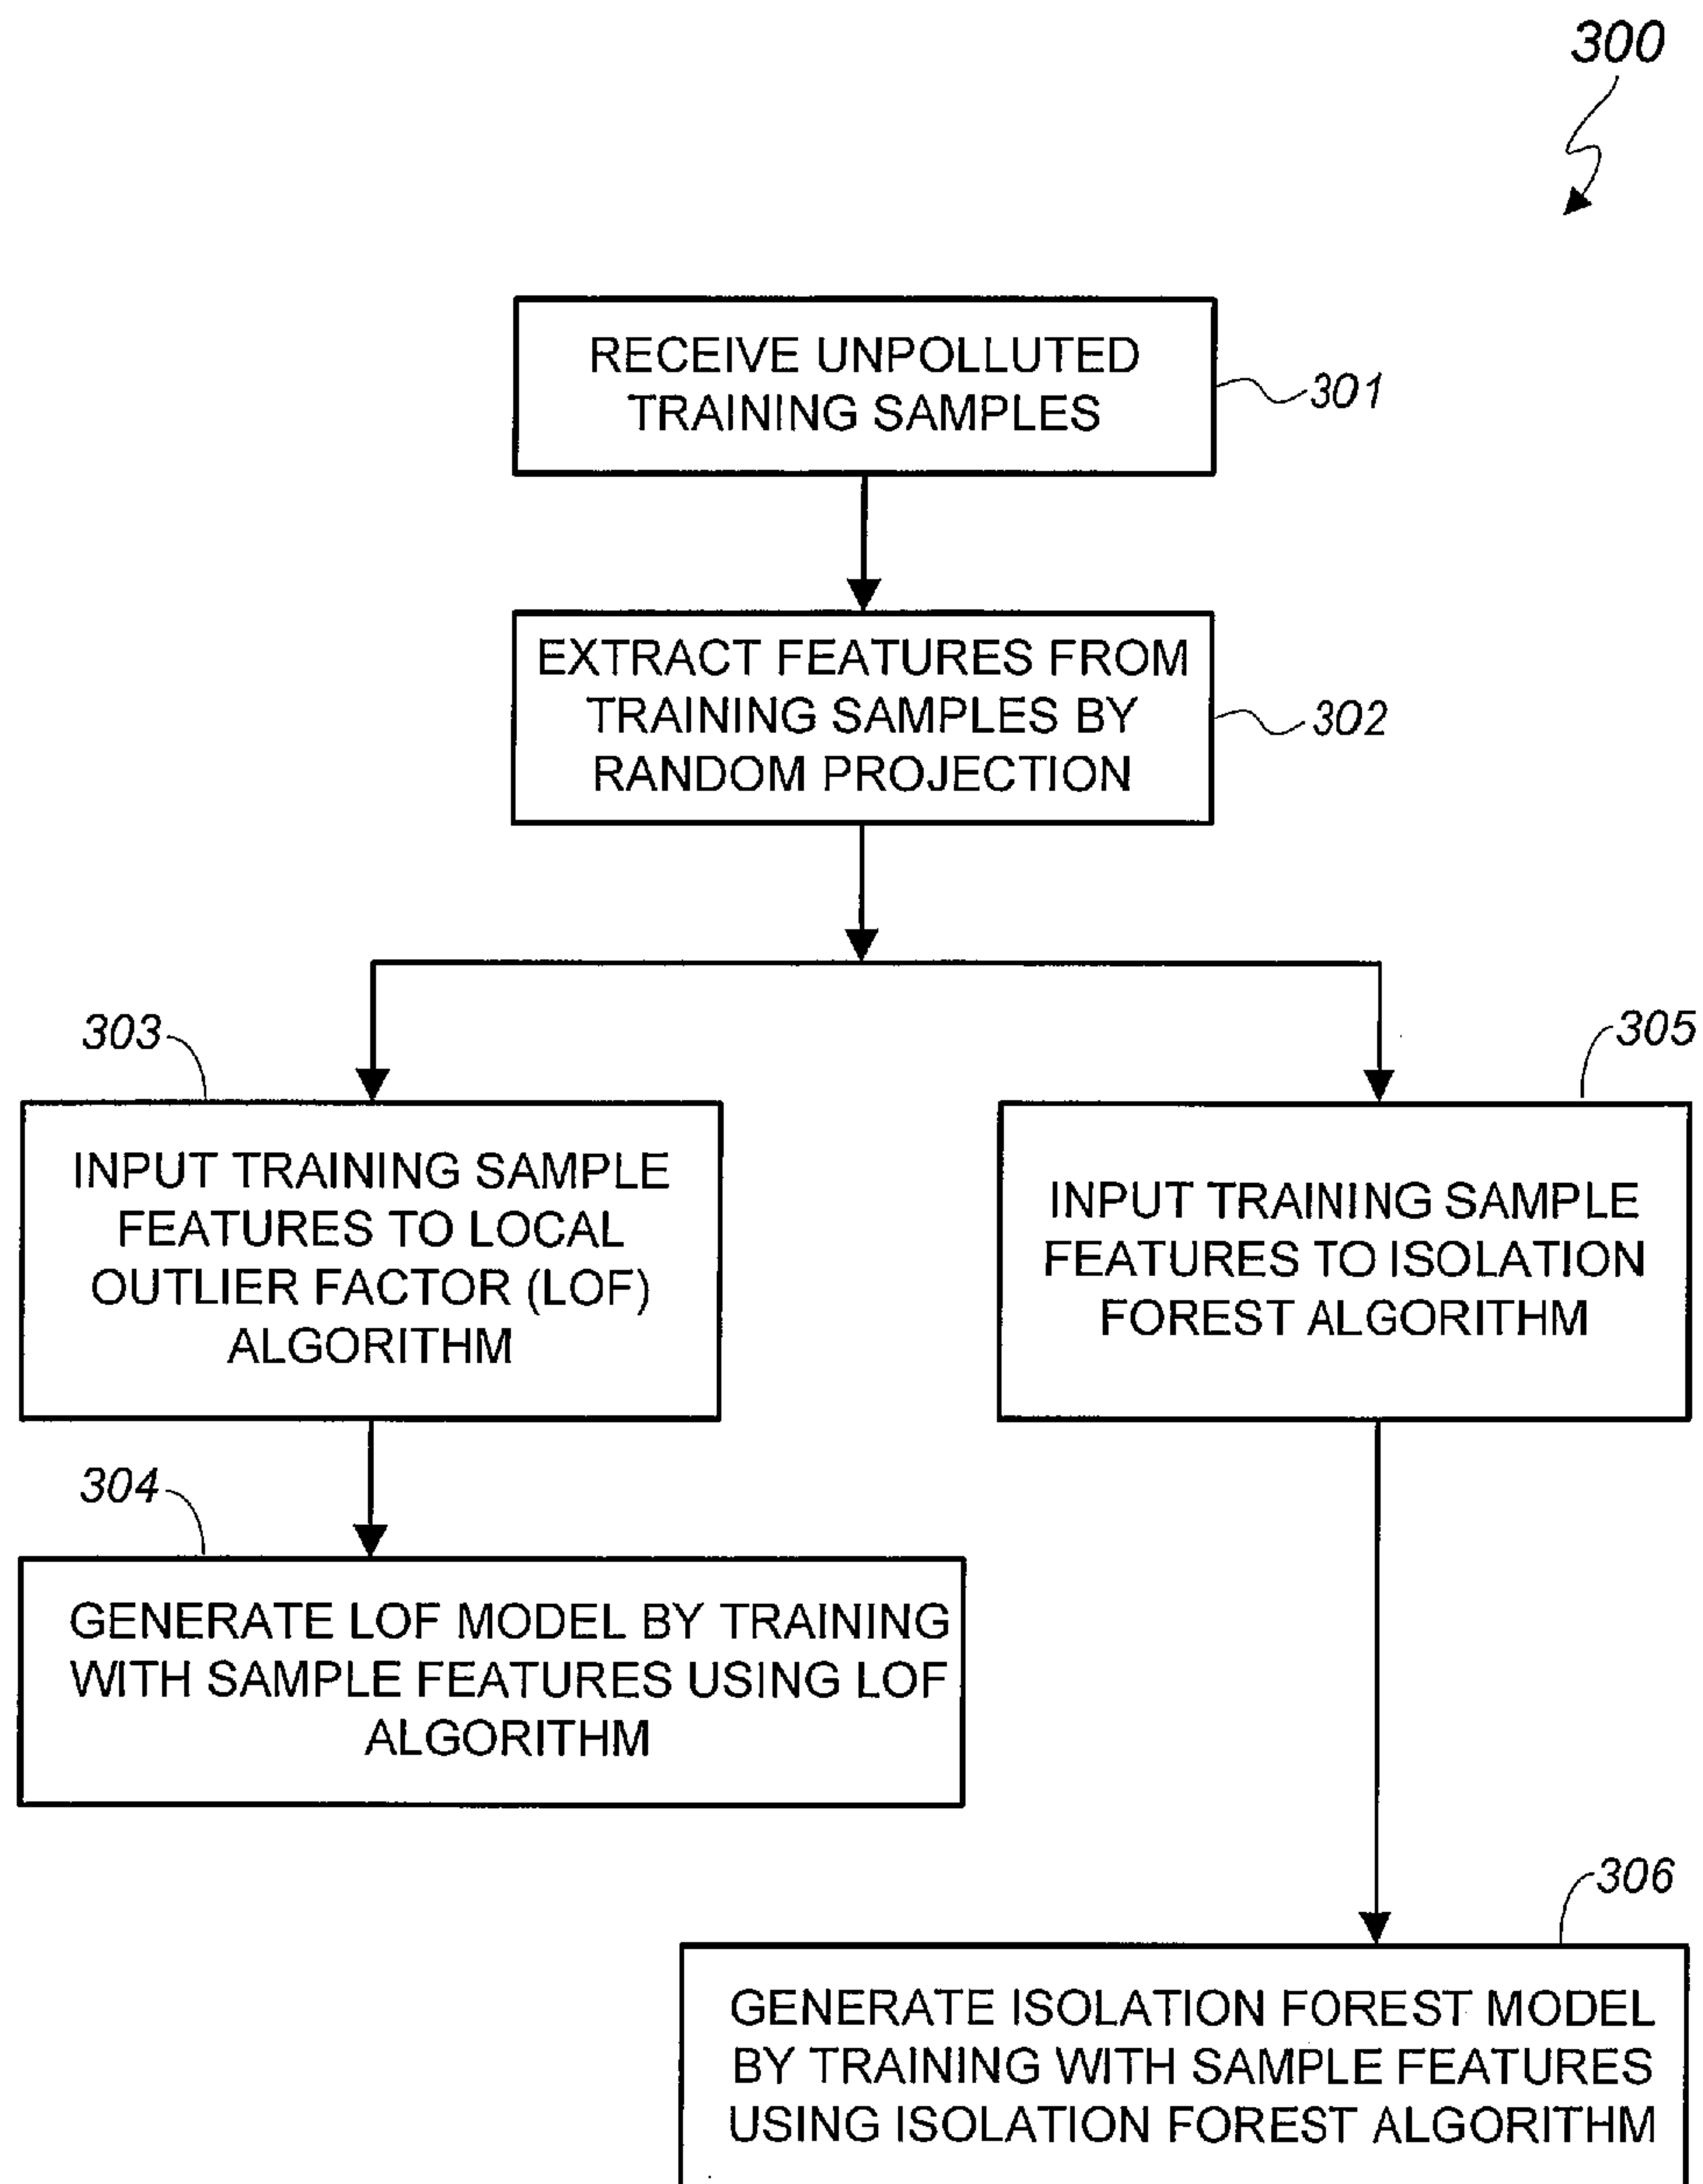 300
RECEIVE UNPOLLUTED
TRAINING SAMPLES
301
EXTRACT FEATURES FROM
TRAINING SAMPLES BY
RANDOM PROJECTION
302
303
INPUT TRAINING SAMPLE
FEATURES TO LOCAL
OUTLIER FACTOR (LOF)
ALGORITHM
305
INPUT TRAINING SAMPLE
FEATURES TO ISOLATION
FOREST ALGORITHM
304
GENERATE LOF MODEL BY TRAINING
WITH SAMPLE FEATURES USING LOF
ALGORITHM
306
GENERATE ISOLATION FOREST MODEL
BY TRAINING WITH SAMPLE FEATURES
USING ISOLATION FOREST ALGORITHM